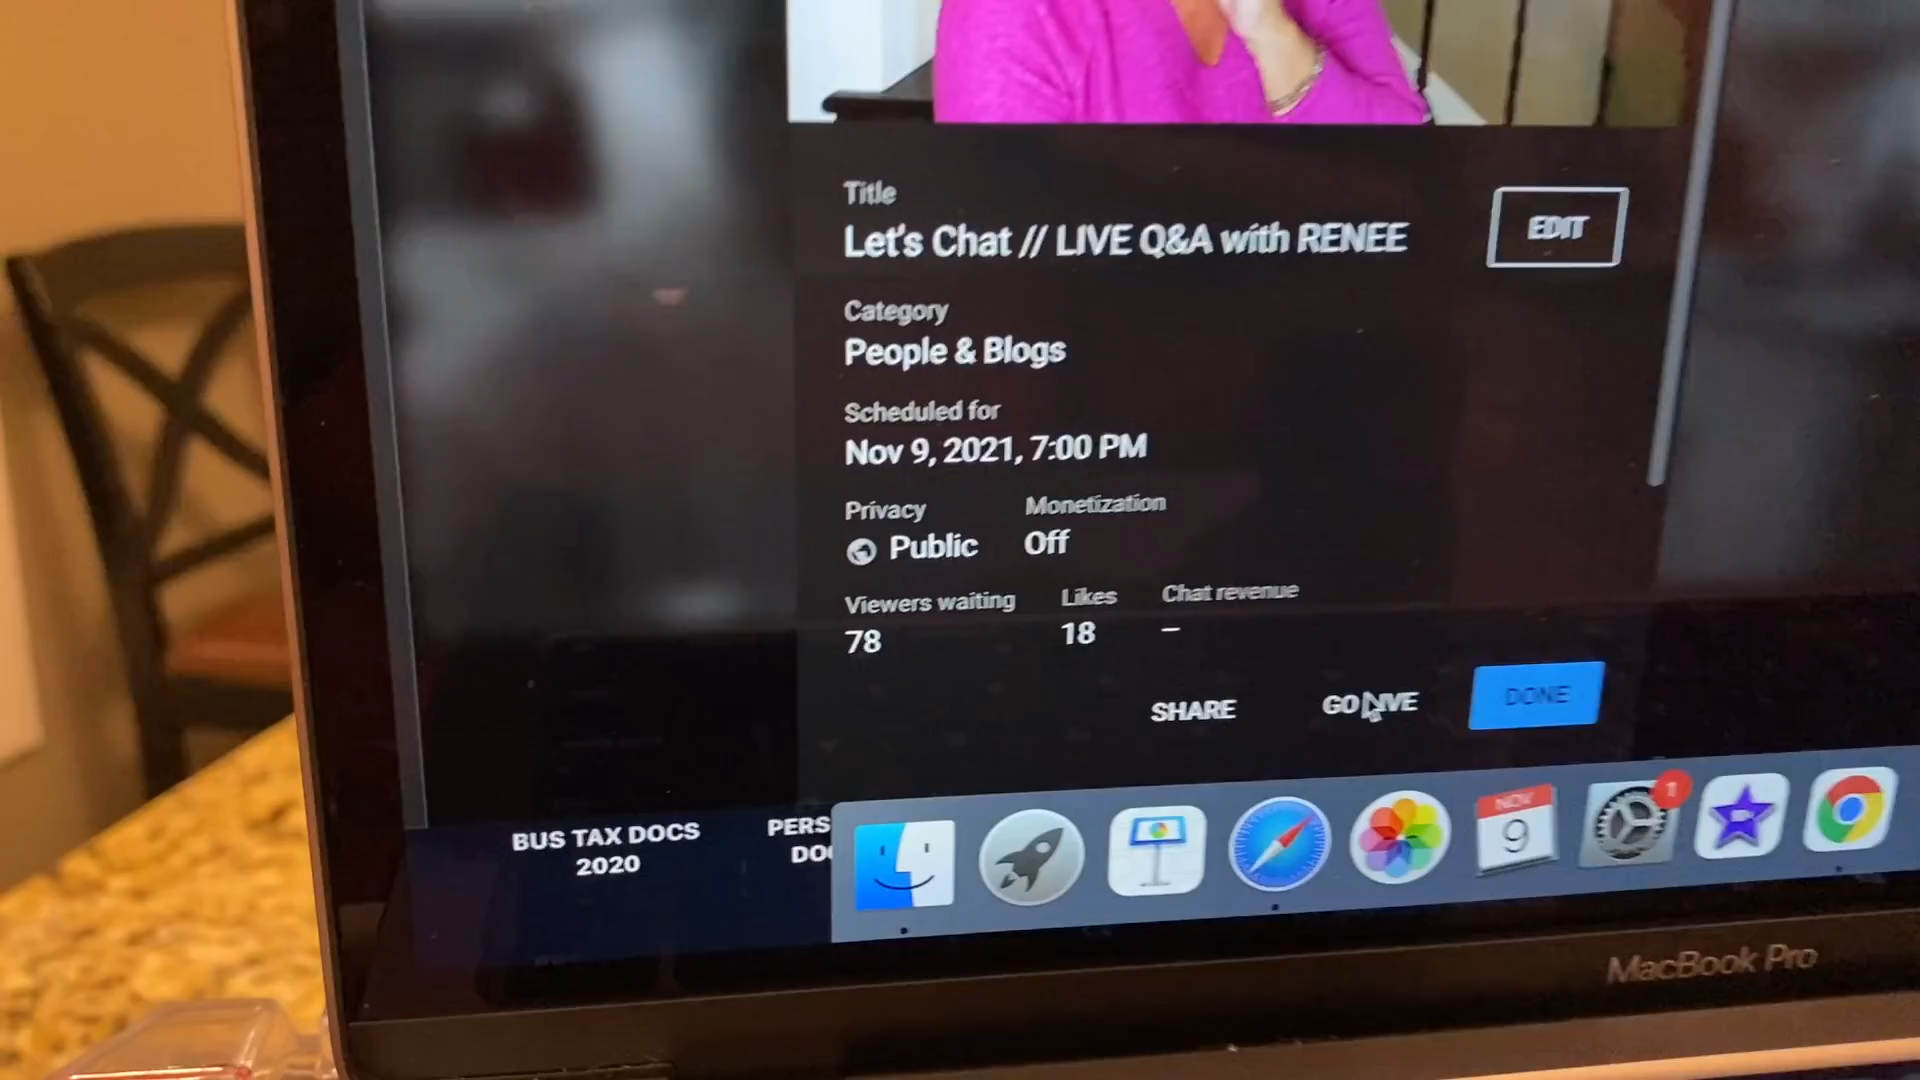 Title
EDIT
Let's Chat // LIVE Q&A with RENEE
Category
People & Blogs
Scheduled for
Nov 9, 2021, 7:00 PM
Privacy Monetization
Public Off
Viewers waiting Likes Chat revenue
78 18 –
SHARE GO LIVE DONE
BUS TAX DOCS
2020
PERS
DO
NOV
9
1
MacBook Pro